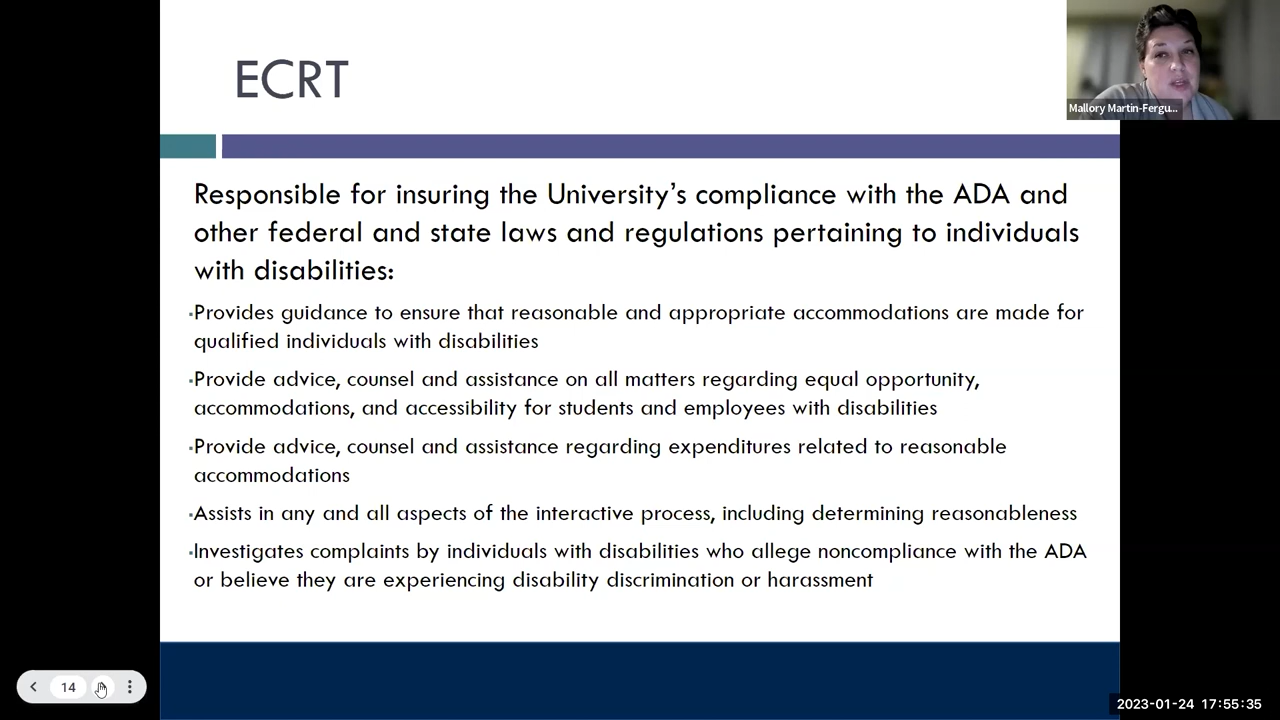 ECRT
Mallory Martin-Fergu...
Responsible for insuring the University's compliance with the ADA and
other federal and state laws and regulations pertaining to individuals
with disabilities:
▪Provides guidance to ensure that reasonable and appropriate accommodations are made for
qualified individuals with disabilities
▪Provide advice, counsel and assistance on all matters regarding equal opportunity,
accommodations, and accessibility for students and employees with disabilities
▪Provide advice, counsel and assistance regarding expenditures related to reasonable
accommodations
▪Assists in any and all aspects of the interactive process, including determining reasonableness
▪Investigates complaints by individuals with disabilities who allege noncompliance with the ADA
or believe they are experiencing disability discrimination or harassment
14
2023-01-24 17:55:35